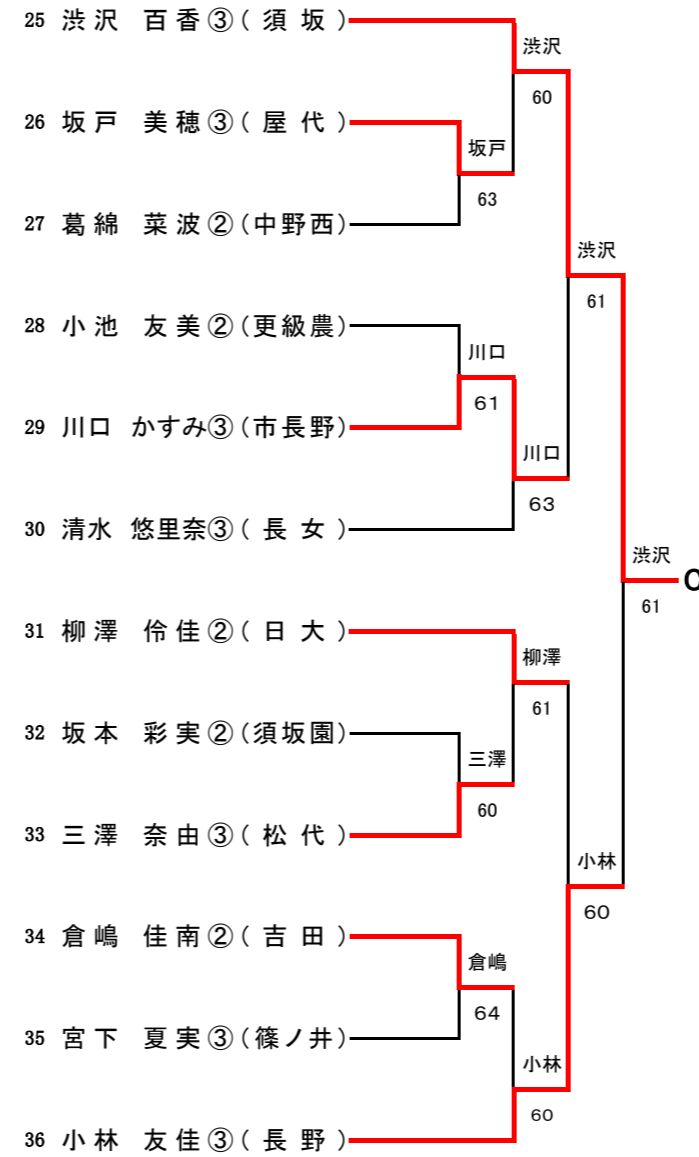 25 渋沢 百香③(須坂)
渋沢
60
26 坂戸 美穂③(屋代)
坂戸
63
27 葛綿 菜波②(中野西)
渋沢
61
28 小池 友美②(更級農)
川口
61
29 川口 かすみ③(市長野)
川口
63
30 清水 悠里奈③(長女)
渋沢
C
61
31 柳澤 伶佳②(日大)
柳澤
61
32 坂本 彩実②(須坂園)
三澤
60
33 三澤 奈由③(松代)
小林
60
34 倉嶋 佳南②(吉田)
倉嶋
64
35 宮下 夏実③(篠ノ井)
小林
60
36 小林 友佳③(長野)